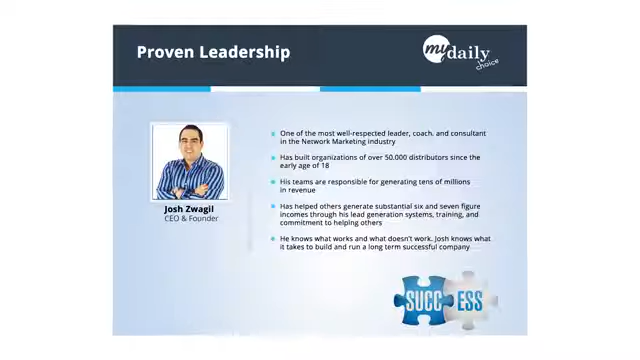 Proven Leadership
my daily choice
One of the most well-respected leader, coach, and consultant
in the Network Marketing industry
Has built organizations of over 50,000 distributors since the
early age of 18
His teams are responsible for generating tens of millions
in revenue
Has helped others generate substantial six and seven figure
incomes through his lead generation systems, training, and
commitment to helping others
He knows what works and what doesn't work. Josh knows what
it takes to build and run a long term successful company
Josh Zwagil
CEO & Founder
SUCCESS